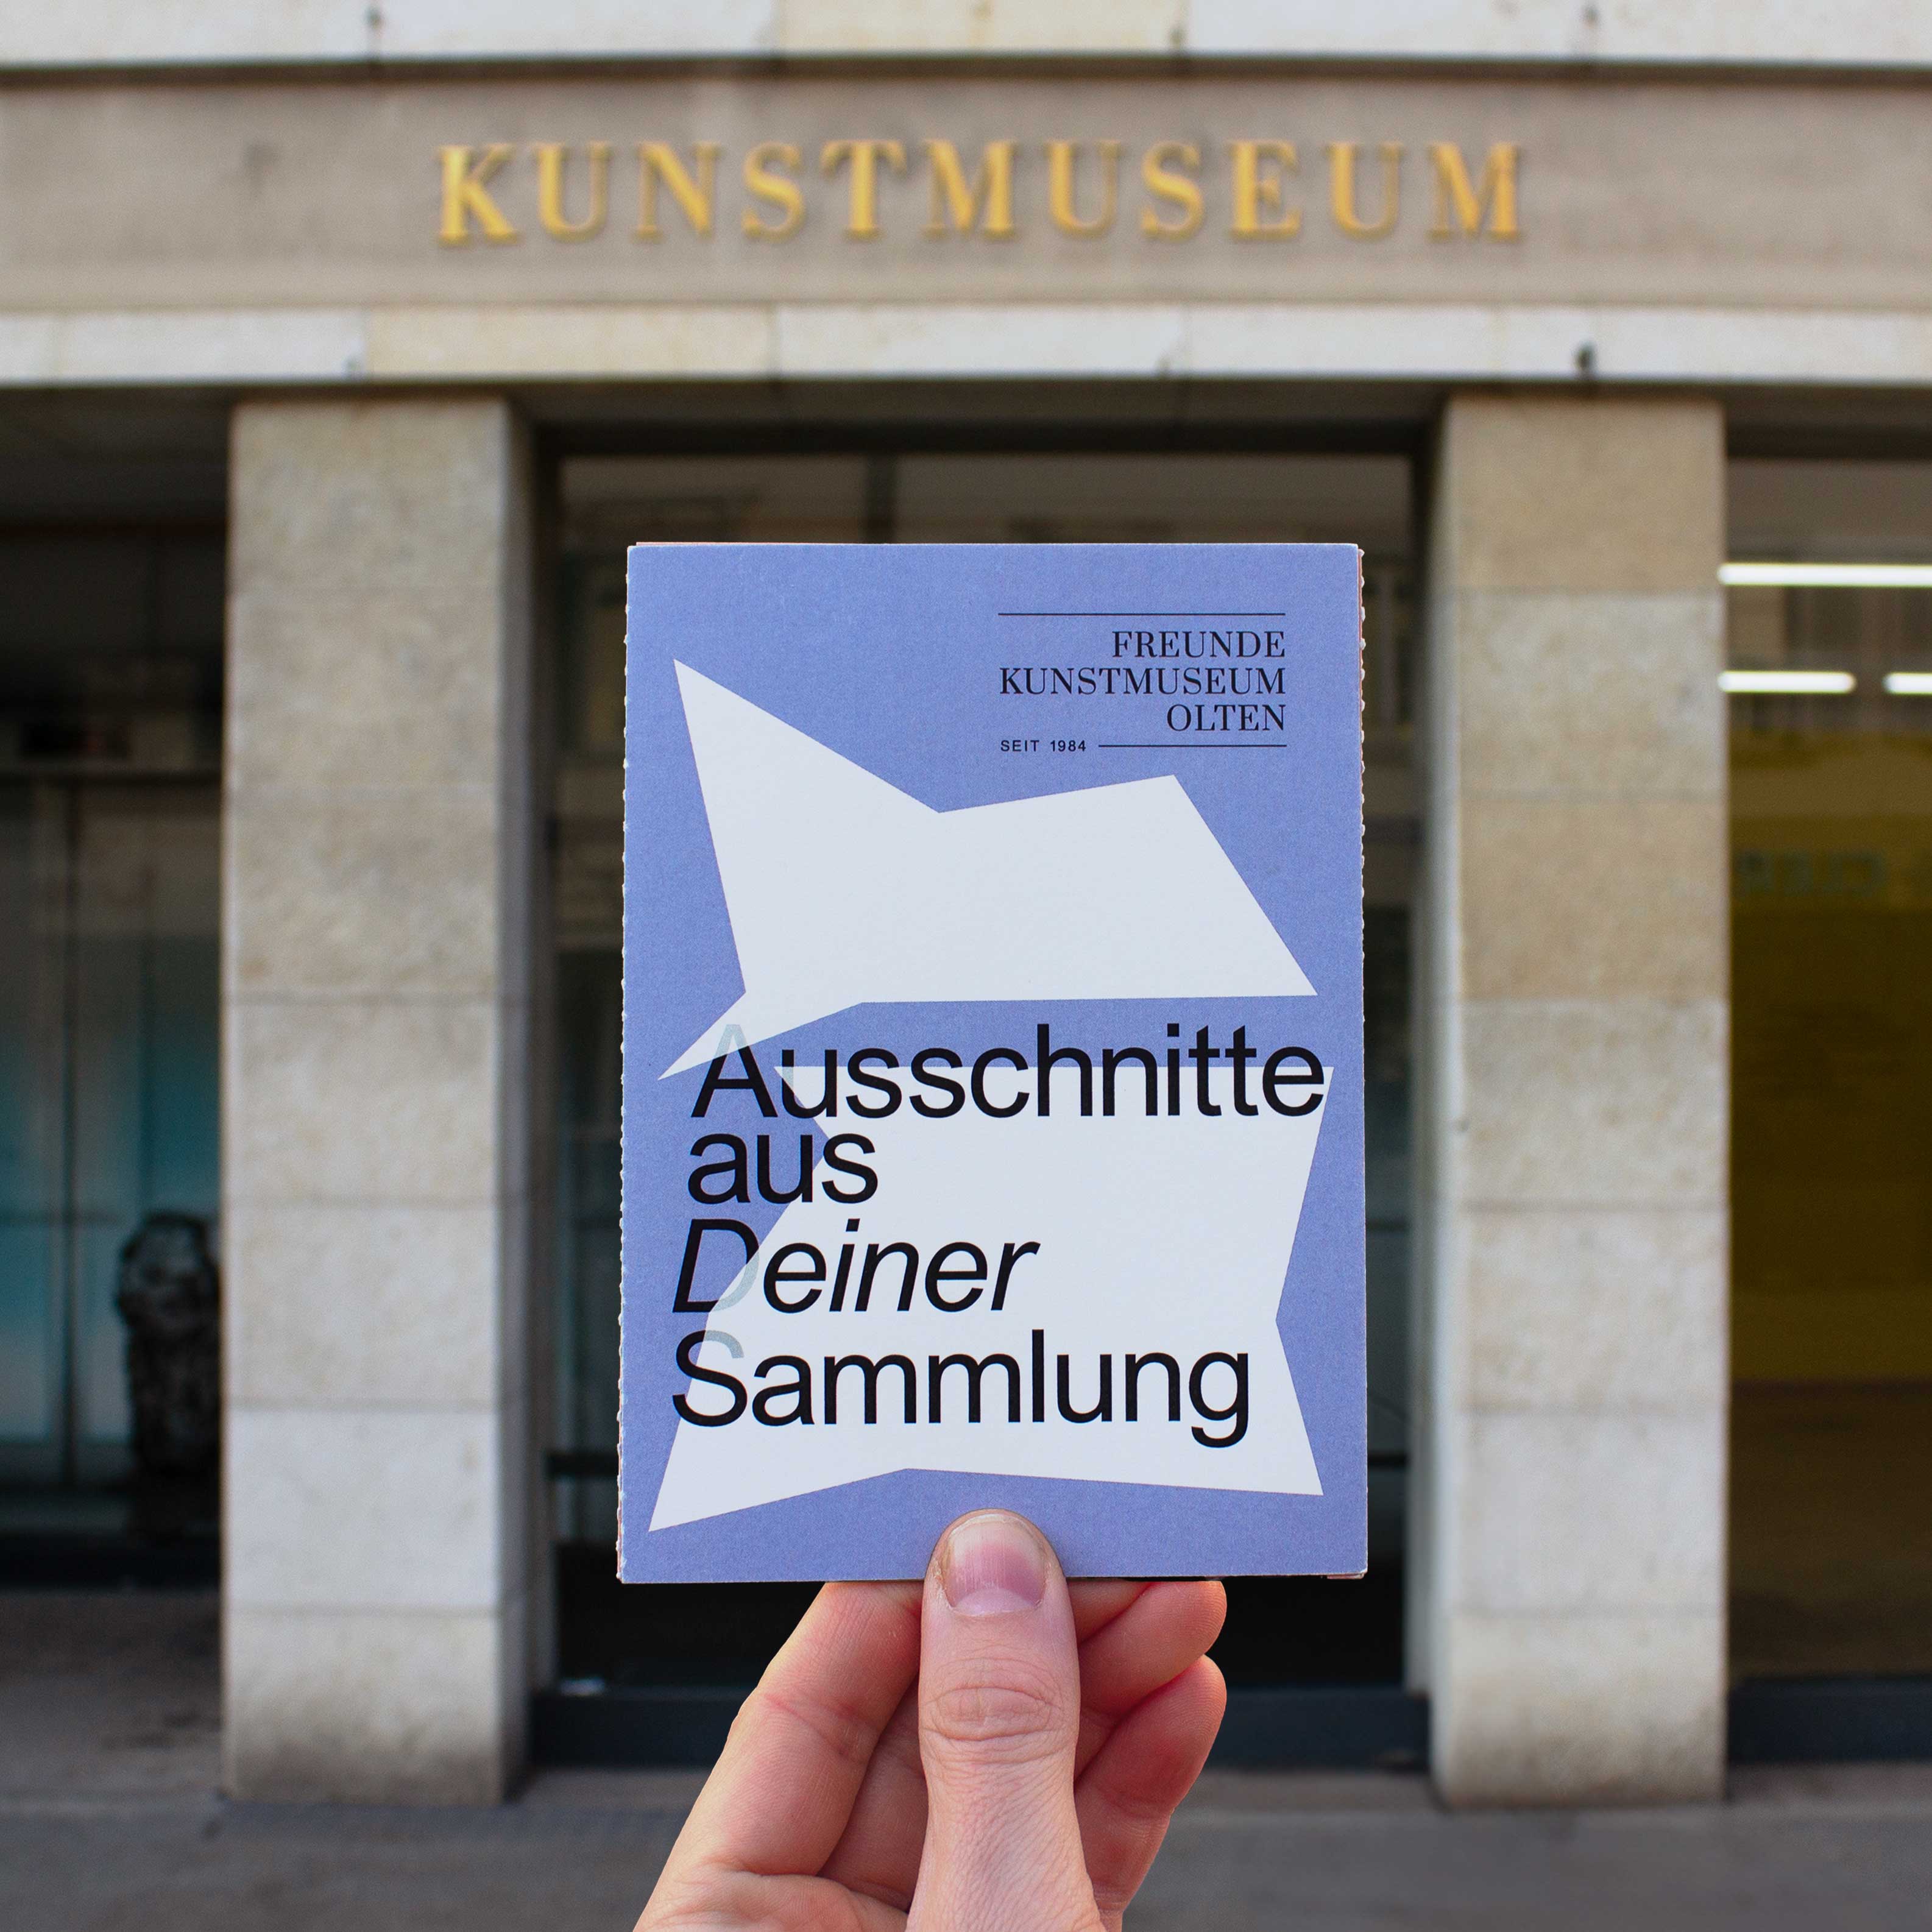 KUNSTMUSEUM
FREUNDE
KUNSTMUSEUM
OLTEN
SEIT 1984
Ausschnitte
aus
Deiner
Sammlung